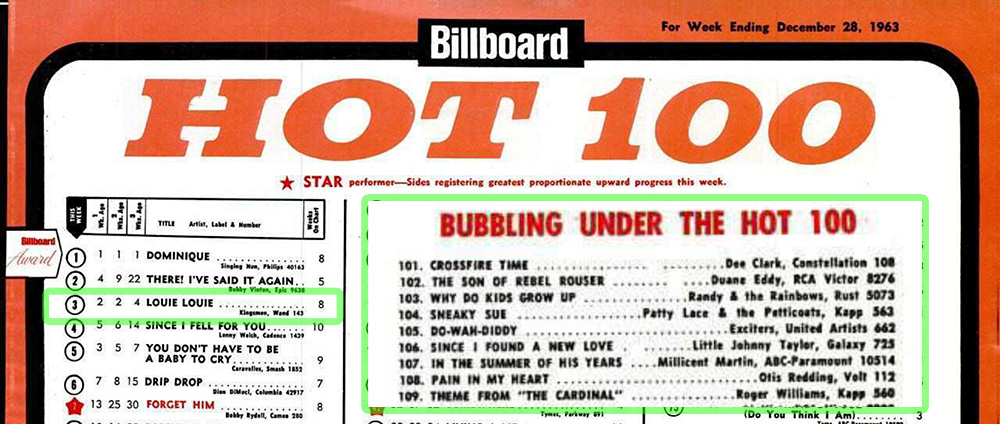 For Week Ending December 28, 1963
Billboard
HOT 100
★ STAR performer—Sides registering greatest proportionate upward progress this week.
THIS WEEK 1 Wk. Ago 2 Wks. Ago 3 Wks. Ago TITLE Artist, Label & Number Weeks On Chart
Billboard Award
1 1 1 1 DOMINIQUE 8
Singing Nun, Philips 40163
2 4 9 22 THERE! I'VE SAID IT AGAIN 5
Bobby Vinton, Epic 9638
3 2 2 4 LOUIE LOUIE 8
Kingsmen, Wand 143
4 5 6 14 SINCE I FELL FOR YOU 10
Lenny Welch, Cadence 1439
5 3 5 7 YOU DON'T HAVE TO BE
A BABY TO CRY 9
Caravelles, Smash 1852
6 7 8 15 DRIP DROP 7
Dion DiMuci, Columbia 42917
7 13 25 30 FORGET HIM 8
Bobby Rydell, Cameo 280
BUBBLING UNDER THE HOT 100
101. CROSSFIRE TIME Dee Clark, Constellation 108
102. THE SON OF REBEL ROUSER Duane Eddy, RCA Victor 8276
103. WHY DO KIDS GROW UP Randy & the Rainbows, Rust 5073
104. SNEAKY SUE Patty Lace & the Petticoats, Kapp 563
105. DO-WAH-DIDDY Exciters, United Artists 662
106. SINCE I FOUND A NEW LOVE Little Johnny Taylor, Galaxy 725
107. IN THE SUMMER OF HIS YEARS Millicent Martin, ABC-Paramount 10514
108. PAIN IN MY HEART Otis Redding, Volt 112
109. THEME FROM "THE CARDINAL" Roger Williams, Kapp 560
Tymes, Parkway 891
(Do You Think I Am) 3